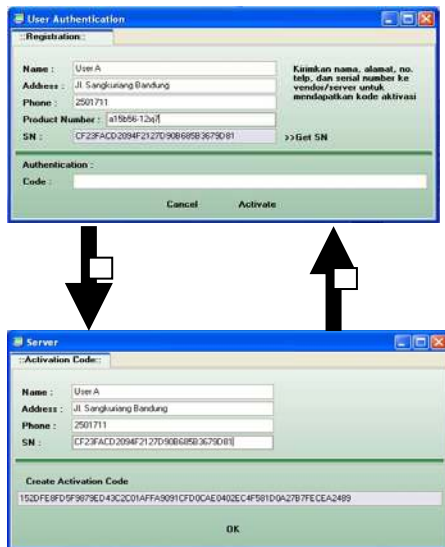 User Authentication
::Registration::
Name : User A
Address : Jl. Sangkuriang Bandung
Phone : 2501711
Product Number : a15b56-12q7
SN : CF23FACD2094F2127D90B685B3679D81
>>Get SN
Kirimkan nama, alamat, no.
telp, dan serial number ke
vendor/server untuk
mendapatkan kode aktivasi
Authentication :
Code :
Cancel Activate
Server
::Activation Code::
Name : User A
Address : Jl. Sangkuriang Bandung
Phone : 2501711
SN : CF23FACD2094F2127D90B685B3679D81
Create Activation Code
152DFE8FD5F9879ED43C2C01AFFA9091CFD0CAE0402EC4F581D0A27B7FECEA2489
OK